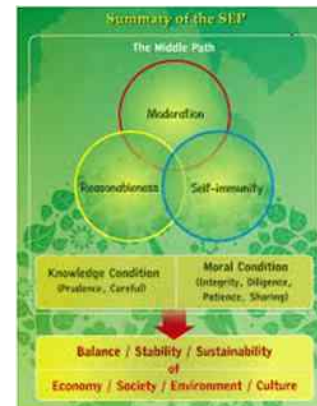 Summary of the SEP
The Middle Path
Moderation
Reasonableness
Self-immunity
Knowledge Condition
(Prudence, Careful)
Moral Condition
(Integrity, Diligence,
Patience, Sharing)
Balance / Stability / Sustainability
of
Economy / Society / Environment / Culture